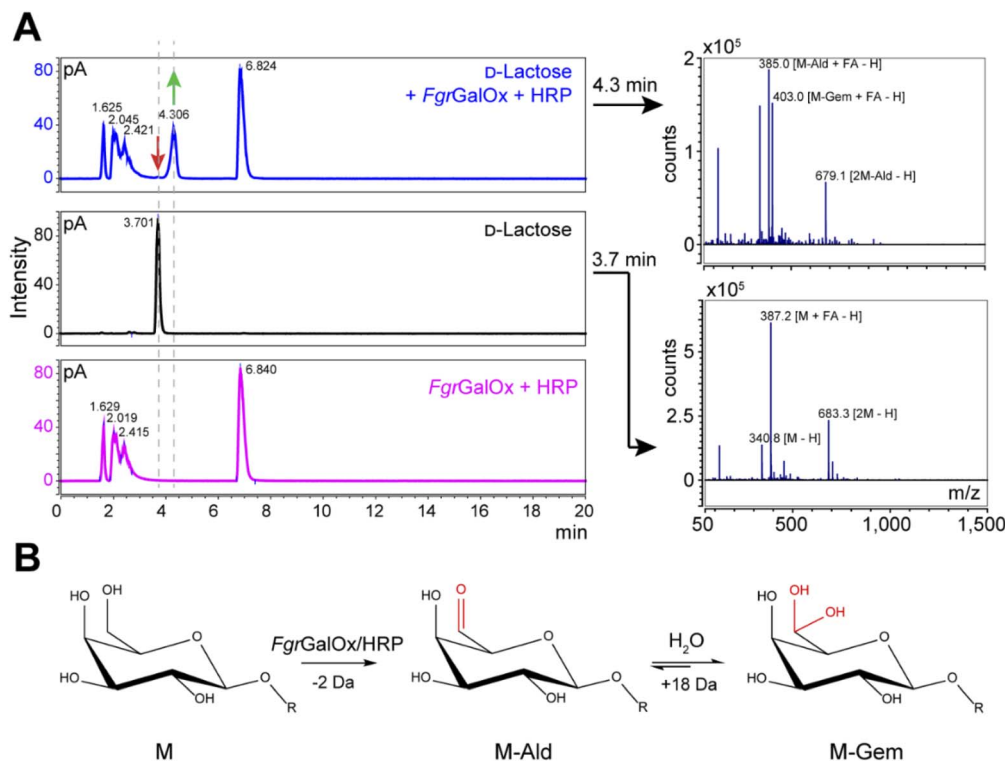 A
pA
80
40
0
1.625
2.045
2.421
4.306
6.824
D-Lactose
+ FgrGalOx + HRP
4.3 min
x10⁵
2
1
0
counts
385.0 [M-Ald + FA - H]
403.0 [M-Gem + FA - H]
679.1 [2M-Ald - H]
Intensity
pA
80
40
0
3.701
D-Lactose
3.7 min
pA
80
40
0
1.629
2.019
2.415
6.840
FgrGalOx + HRP
0 2 4 6 8 10 12 14 16 18 20
min
x10⁵
5
2.5
0
counts
387.2 [M + FA - H]
683.3 [2M - H]
340.8 [M - H]
m/z
50 500 1,000 1,500
B
HO OH
O
HO
OH
O
R
M
FgrGalOx/HRP
-2 Da
HO O
O
HO
OH
O
R
M-Ald
H₂O
+18 Da
HO OH
OH
O
HO
OH
O
R
M-Gem